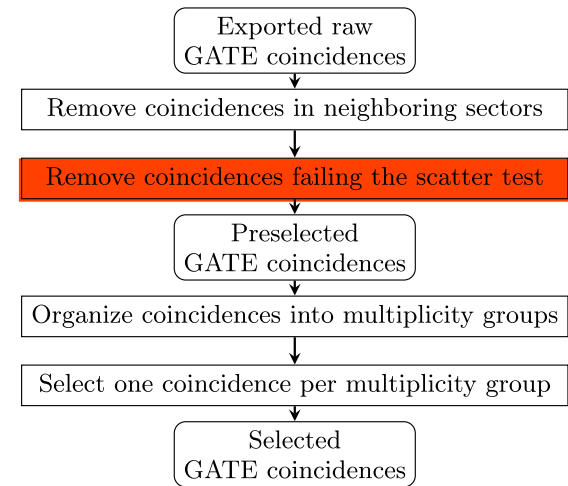 Exported raw
GATE coincidences
Remove coincidences in neighboring sectors
Remove coincidences failing the scatter test
Preselected
GATE coincidences
Organize coincidences into multiplicity groups
Select one coincidence per multiplicity group
Selected
GATE coincidences